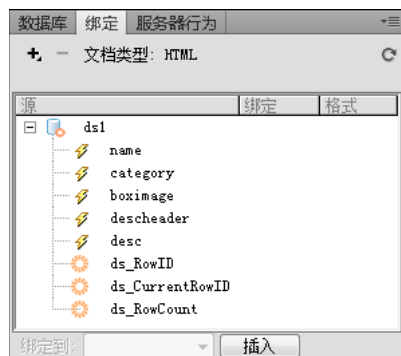 数据库 绑定 服务器行为
文档类型: HTML
源 绑定 格式
ds1
name
category
boximage
descheader
desc
ds_RowID
ds_CurrentRowID
ds_RowCount
绑定到: 插入